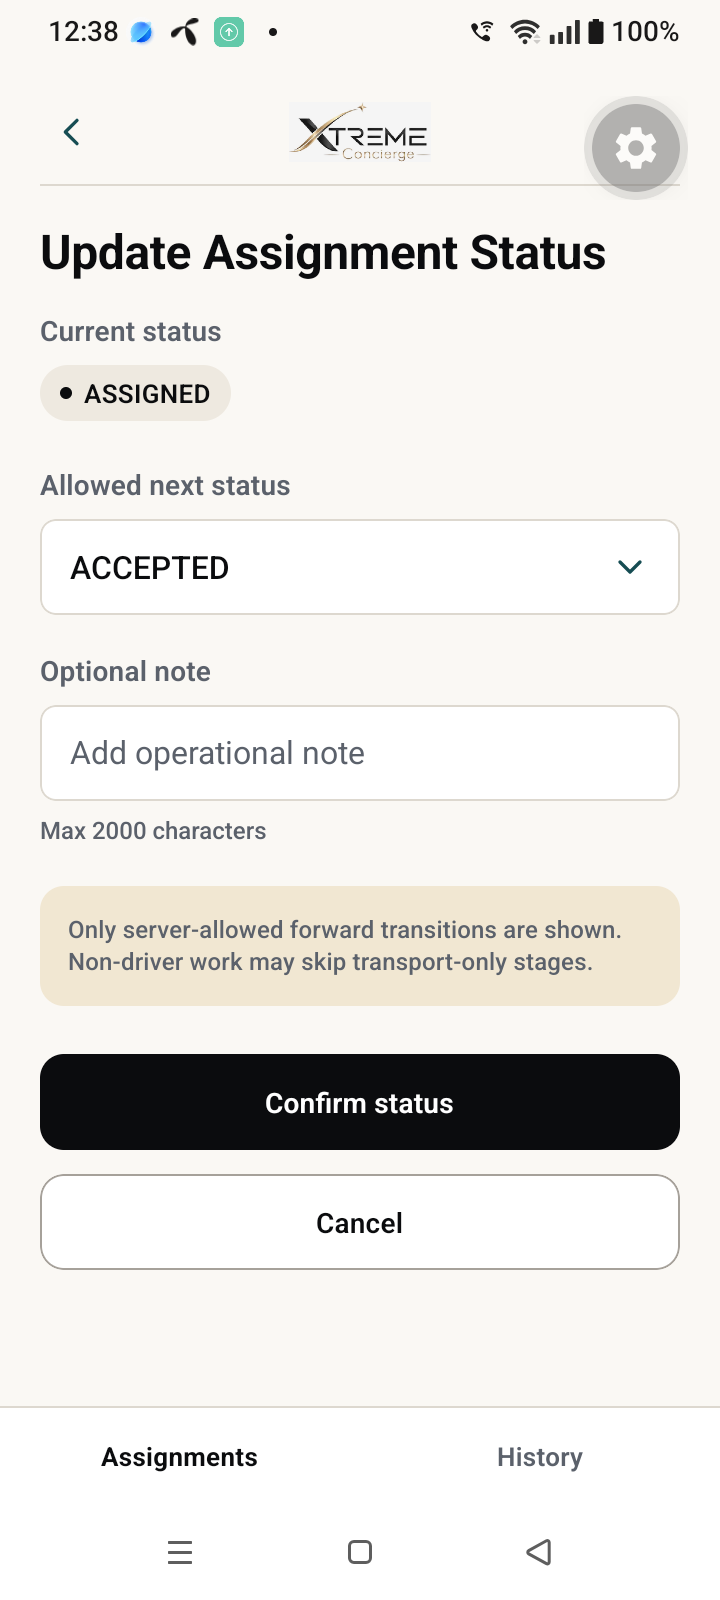 12:38
100%
XTREME
Concierge
Update Assignment Status
Current status
ASSIGNED
Allowed next status
ACCEPTED
Optional note
Add operational note
Max 2000 characters
Only server-allowed forward transitions are shown.
Non-driver work may skip transport-only stages.
Confirm status
Cancel
Assignments
History